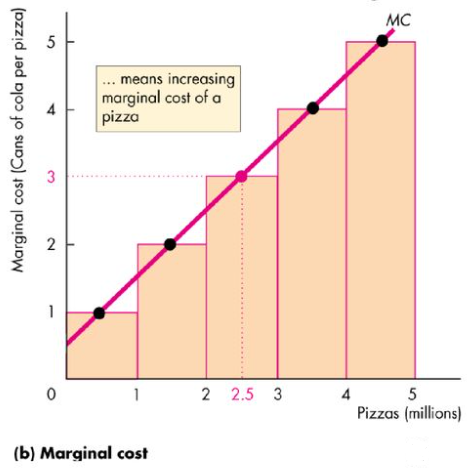 MC
Marginal cost (Cans of cola per pizza)
5
... means increasing
marginal cost of a
pizza
4
3
2
1
0
1
2
2.5
3
4
5
Pizzas (millions)
(b) Marginal cost